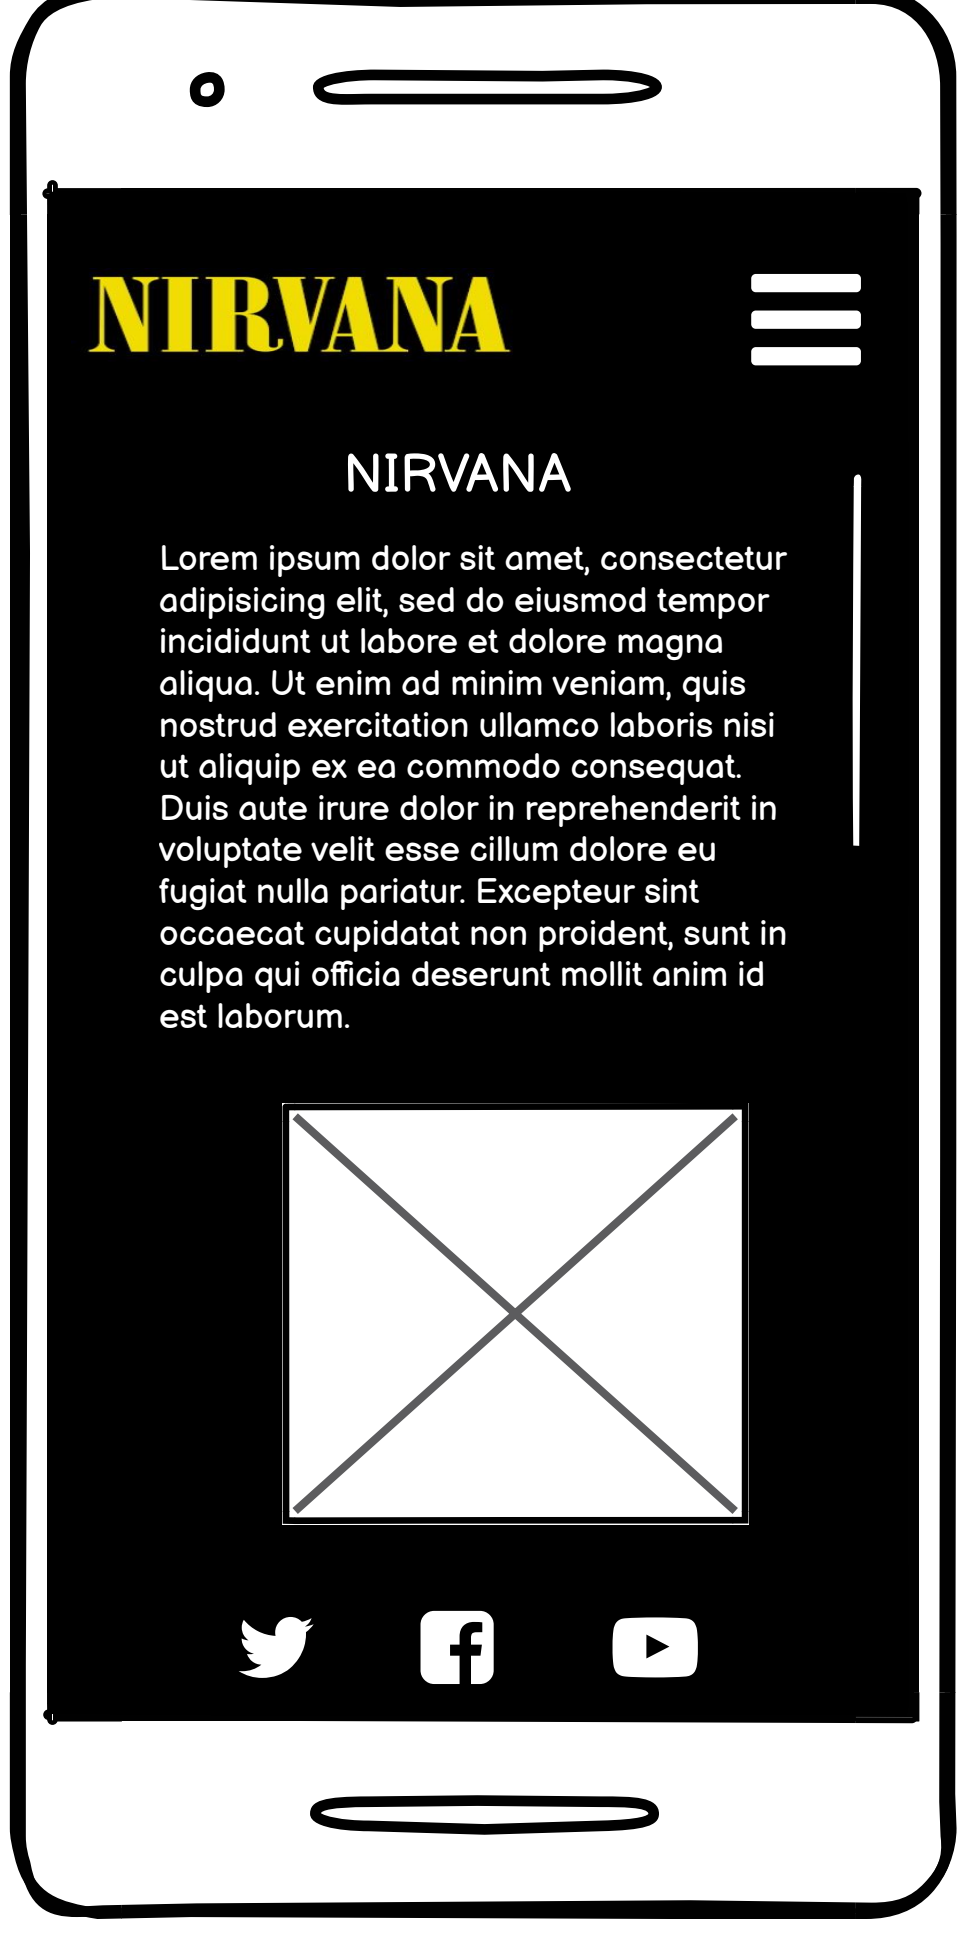 NIRVANA
NIRVANA
Lorem ipsum dolor sit amet, consectetur
adipisicing elit, sed do eiusmod tempor
incididunt ut labore et dolore magna
aliqua. Ut enim ad minim veniam, quis
nostrud exercitation ullamco laboris nisi
ut aliquip ex ea commodo consequat.
Duis aute irure dolor in reprehenderit in
voluptate velit esse cillum dolore eu
fugiat nulla pariatur. Excepteur sint
occaecat cupidatat non proident, sunt in
culpa qui officia deserunt mollit anim id
est laborum.